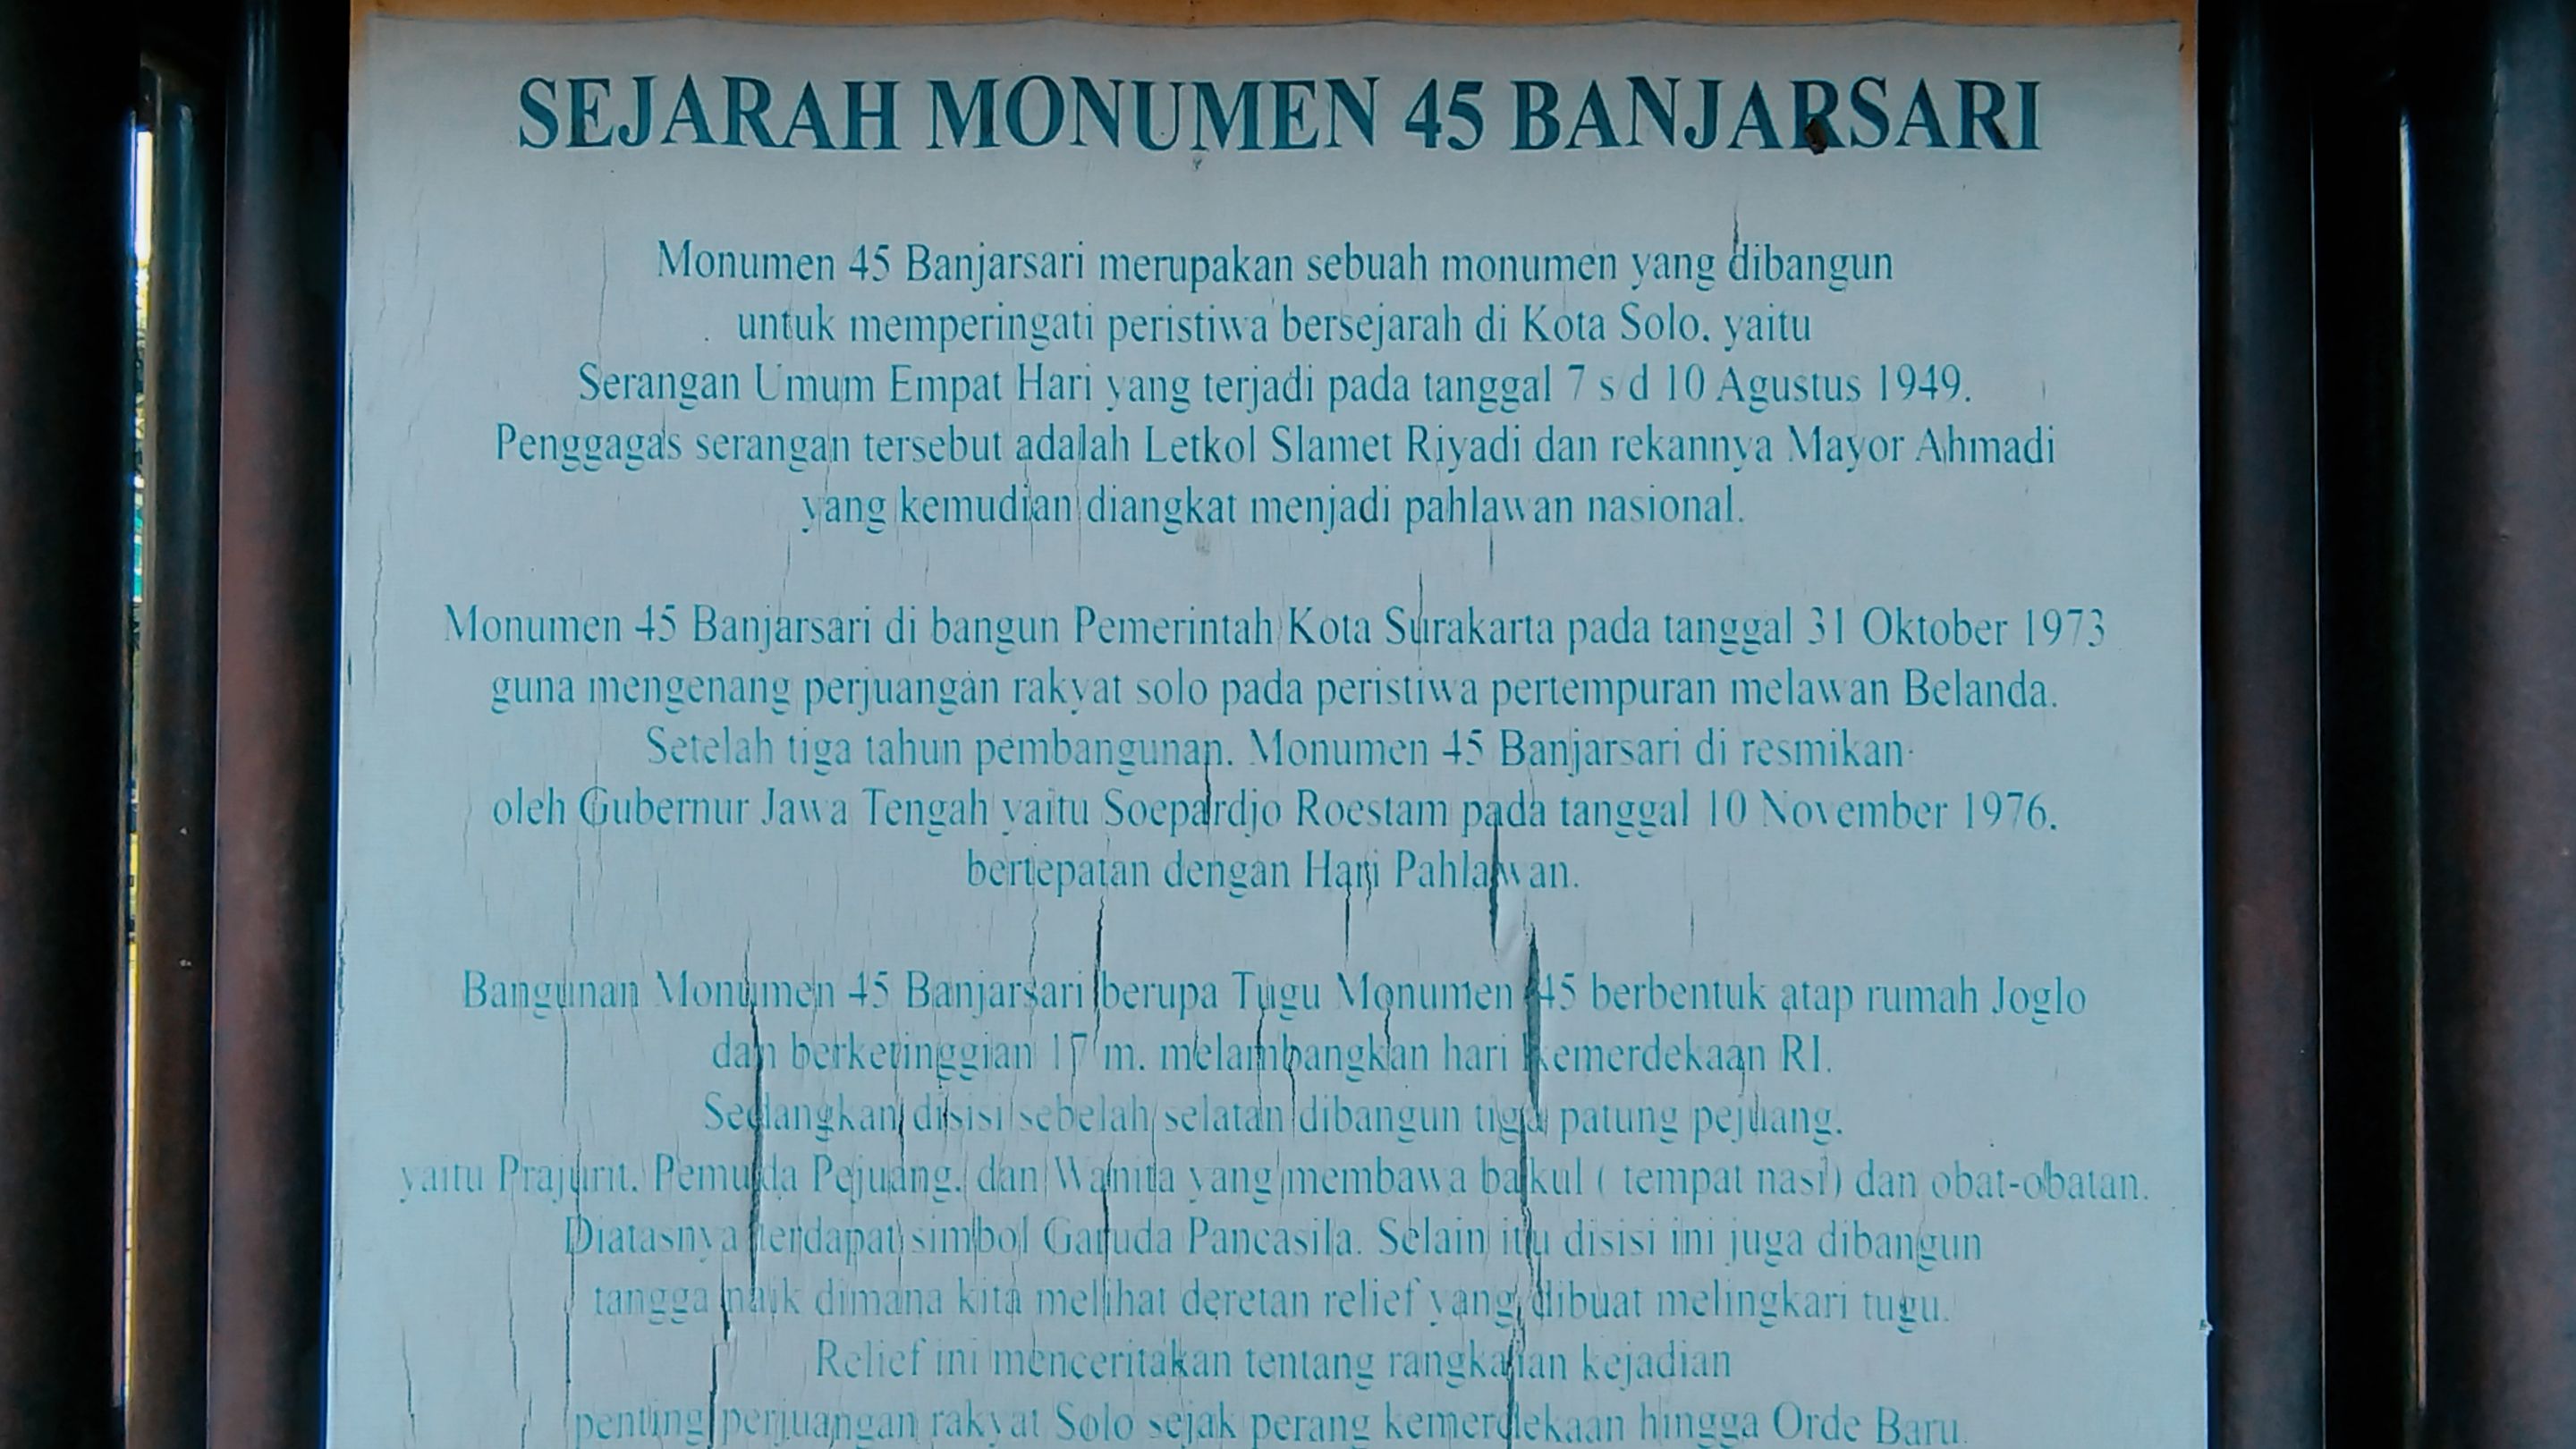 SEJARAH MONUMEN 45 BANJARSARI
Monumen 45 Banjarsari merupakan sebuah monumen yang dibangun
untuk memperingati peristiwa bersejarah di Kota Solo, yaitu
Serangan Umum Empat Hari yang terjadi pada tanggal 7 s/d 10 Agustus 1949.
Penggagas serangan tersebut adalah Letkol Slamet Riyadi dan rekannya Mayor Ahmadi
yang kemudian diangkat menjadi pahlawan nasional.
Monumen 45 Banjarsari di bangun Pemerintah Kota Surakarta pada tanggal 31 Oktober 1973
guna mengenang perjuangan rakyat solo pada peristiwa pertempuran melawan Belanda.
Setelah tiga tahun pembangunan, Monumen 45 Banjarsari di resmikan
oleh Gubernur Jawa Tengah yaitu Soepardjo Roestam pada tanggal 10 November 1976,
bertepatan dengan Hari Pahlawan.
Bangunan Monumen 45 Banjarsari berupa Tugu Monumen 45 berbentuk atap rumah Joglo
dan berketinggian 17 m, melambangkan hari kemerdekaan RI.
Sedangkan disisi sebelah selatan dibangun tiga patung pejuang,
yaitu Prajurit, Pemuda Pejuang, dan Wanita yang membawa bakul ( tempat nasi) dan obat-obatan.
Diatasnya terdapat simbol Garuda Pancasila. Selain itu disisi ini juga dibangun
tangga naik dimana kita melihat deretan relief yang dibuat melingkari tugu.
Relief ini menceritakan tentang rangkaian kejadian
penting perjuangan rakyat Solo sejak perang kemerdekaan hingga Orde Baru.